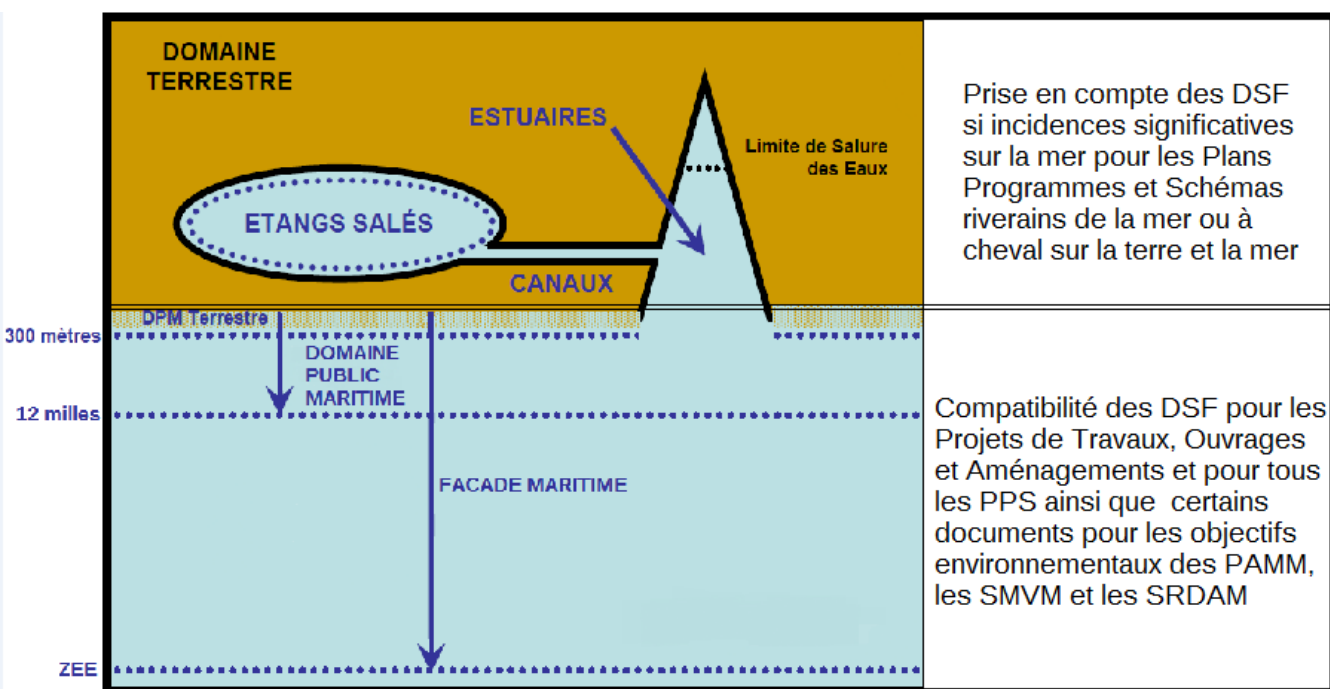 DOMAINE
TERRESTRE
ESTUAIRES
Limite de Salure
des Eaux
ETANGS SALÉS
CANAUX
DPM Terrestre
300 mètres
DOMAINE
PUBLIC
MARITIME
12 milles
FACADE MARITIME
ZEE
Prise en compte des DSF
si incidences significatives
sur la mer pour les Plans
Programmes et Schémas
riverains de la mer ou à
cheval sur la terre et la mer
Compatibilité des DSF pour les
Projets de Travaux, Ouvrages
et Aménagements et pour tous
les PPS ainsi que certains
documents pour les objectifs
environnementaux des PAMM,
les SMVM et les SRDAM